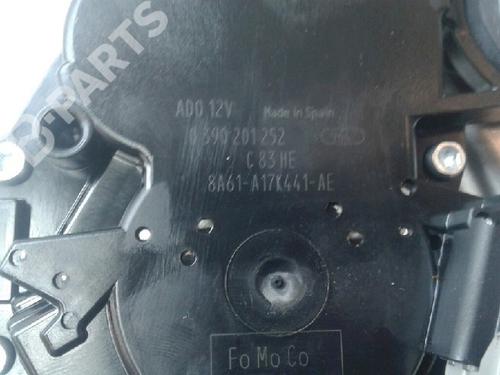 B-PARTS
ADO 12V Made in Spain
0 390 201 252
C 83 HE
8A61-A17K441-AE
FoMoCo